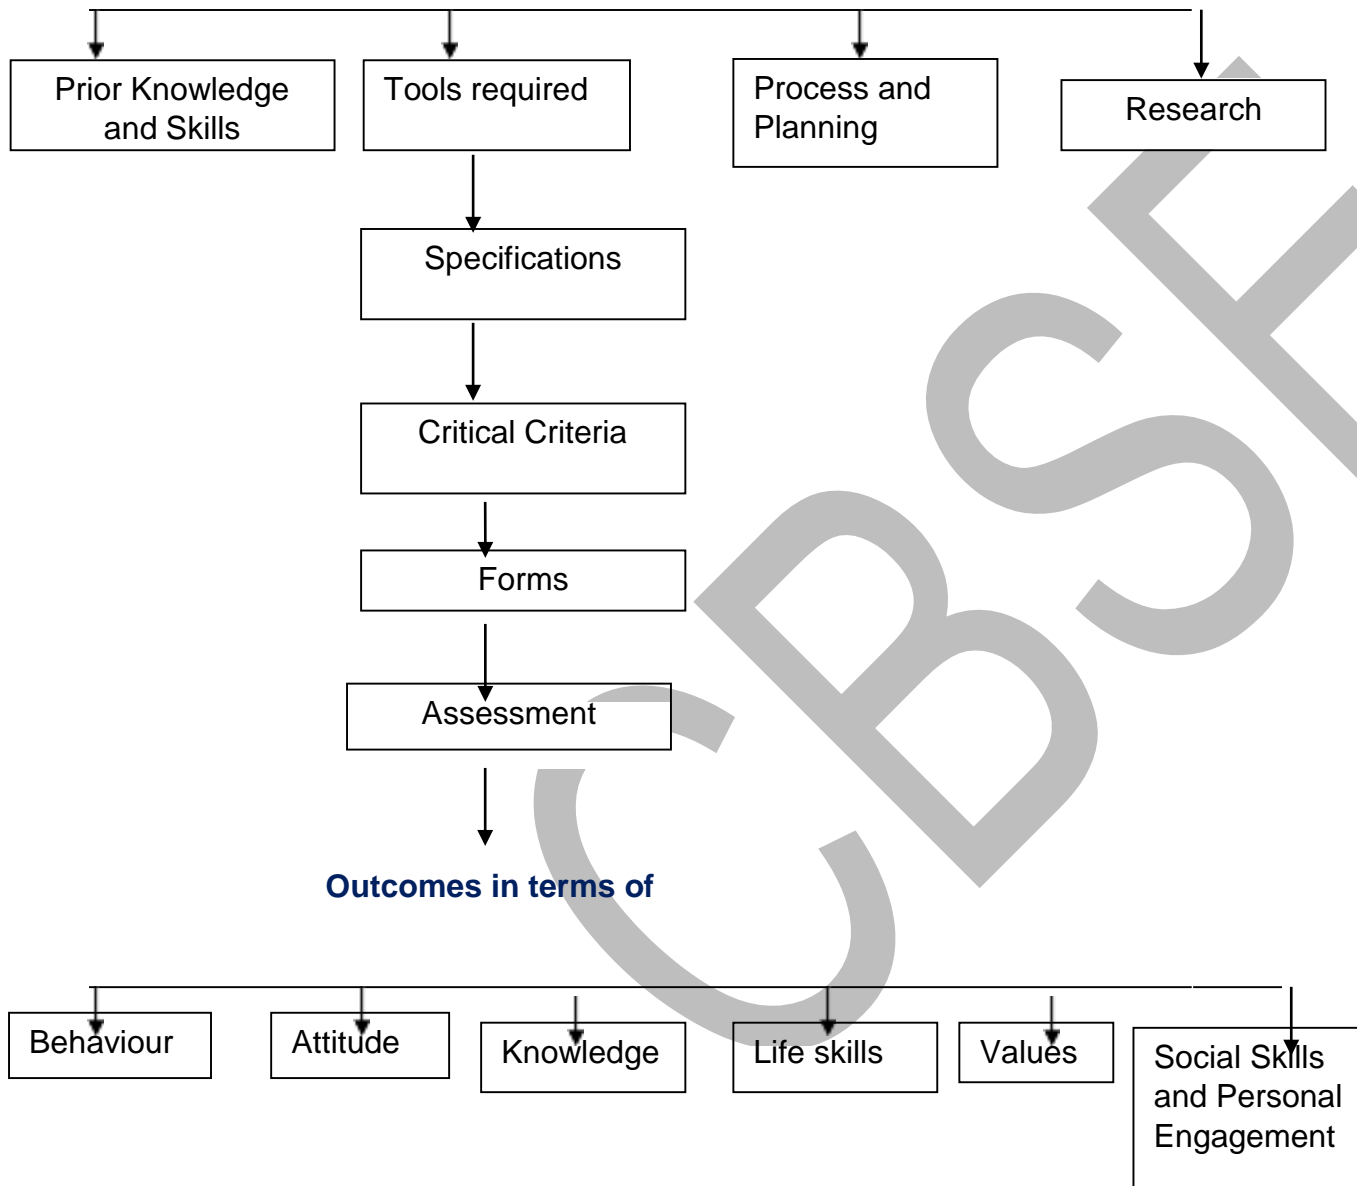 Prior Knowledge
and Skills
Tools required
Process and
Planning
Research
Specifications
Critical Criteria
Forms
Assessment
Outcomes in terms of
Behaviour
Attitude
Knowledge
Life skills
Values
Social Skills
and Personal
Engagement
CBSE